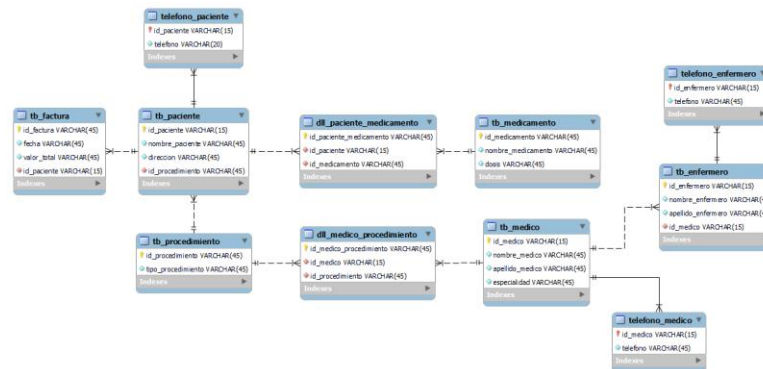 telefono_paciente
id_paciente VARCHAR(15)
telefono VARCHAR(20)
Indexes
telefono_enfermero
id_enfermero VARCHAR(15)
telefono VARCHAR(45)
Indexes
tb_factura
id_factura VARCHAR(45)
fecha VARCHAR(45)
valor_total VARCHAR(45)
id_paciente VARCHAR(15)
Indexes
tb_paciente
id_paciente VARCHAR(15)
nombre_paciente VARCHAR(45)
direccion VARCHAR(45)
id_procedimiento VARCHAR(45)
Indexes
dll_paciente_medicamento
id_paciente_medicamento VARCHAR(45)
id_paciente VARCHAR(15)
id_medicamento VARCHAR(45)
Indexes
tb_medicamento
id_medicamento VARCHAR(45)
nombre_medicamento VARCHAR(45)
dosis VARCHAR(45)
Indexes
tb_enfermero
id_enfermero VARCHAR(15)
nombre_enfermero VARCHAR(4
apellido_enfermero VARCHAR(4
id_medico VARCHAR(15)
Indexes
tb_procedimiento
id_procedimiento VARCHAR(45)
tipo_procedimiento VARCHAR(45)
Indexes
dll_medico_procedimiento
id_medico_procedimiento VARCHAR(45)
id_medico VARCHAR(15)
id_procedimiento VARCHAR(45)
Indexes
tb_medico
id_medico VARCHAR(15)
nombre_medico VARCHAR(45)
apellido_medico VARCHAR(45)
especialidad VARCHAR(45)
Indexes
telefono_medico
id_medico VARCHAR(15)
telefono VARCHAR(45)
Indexes